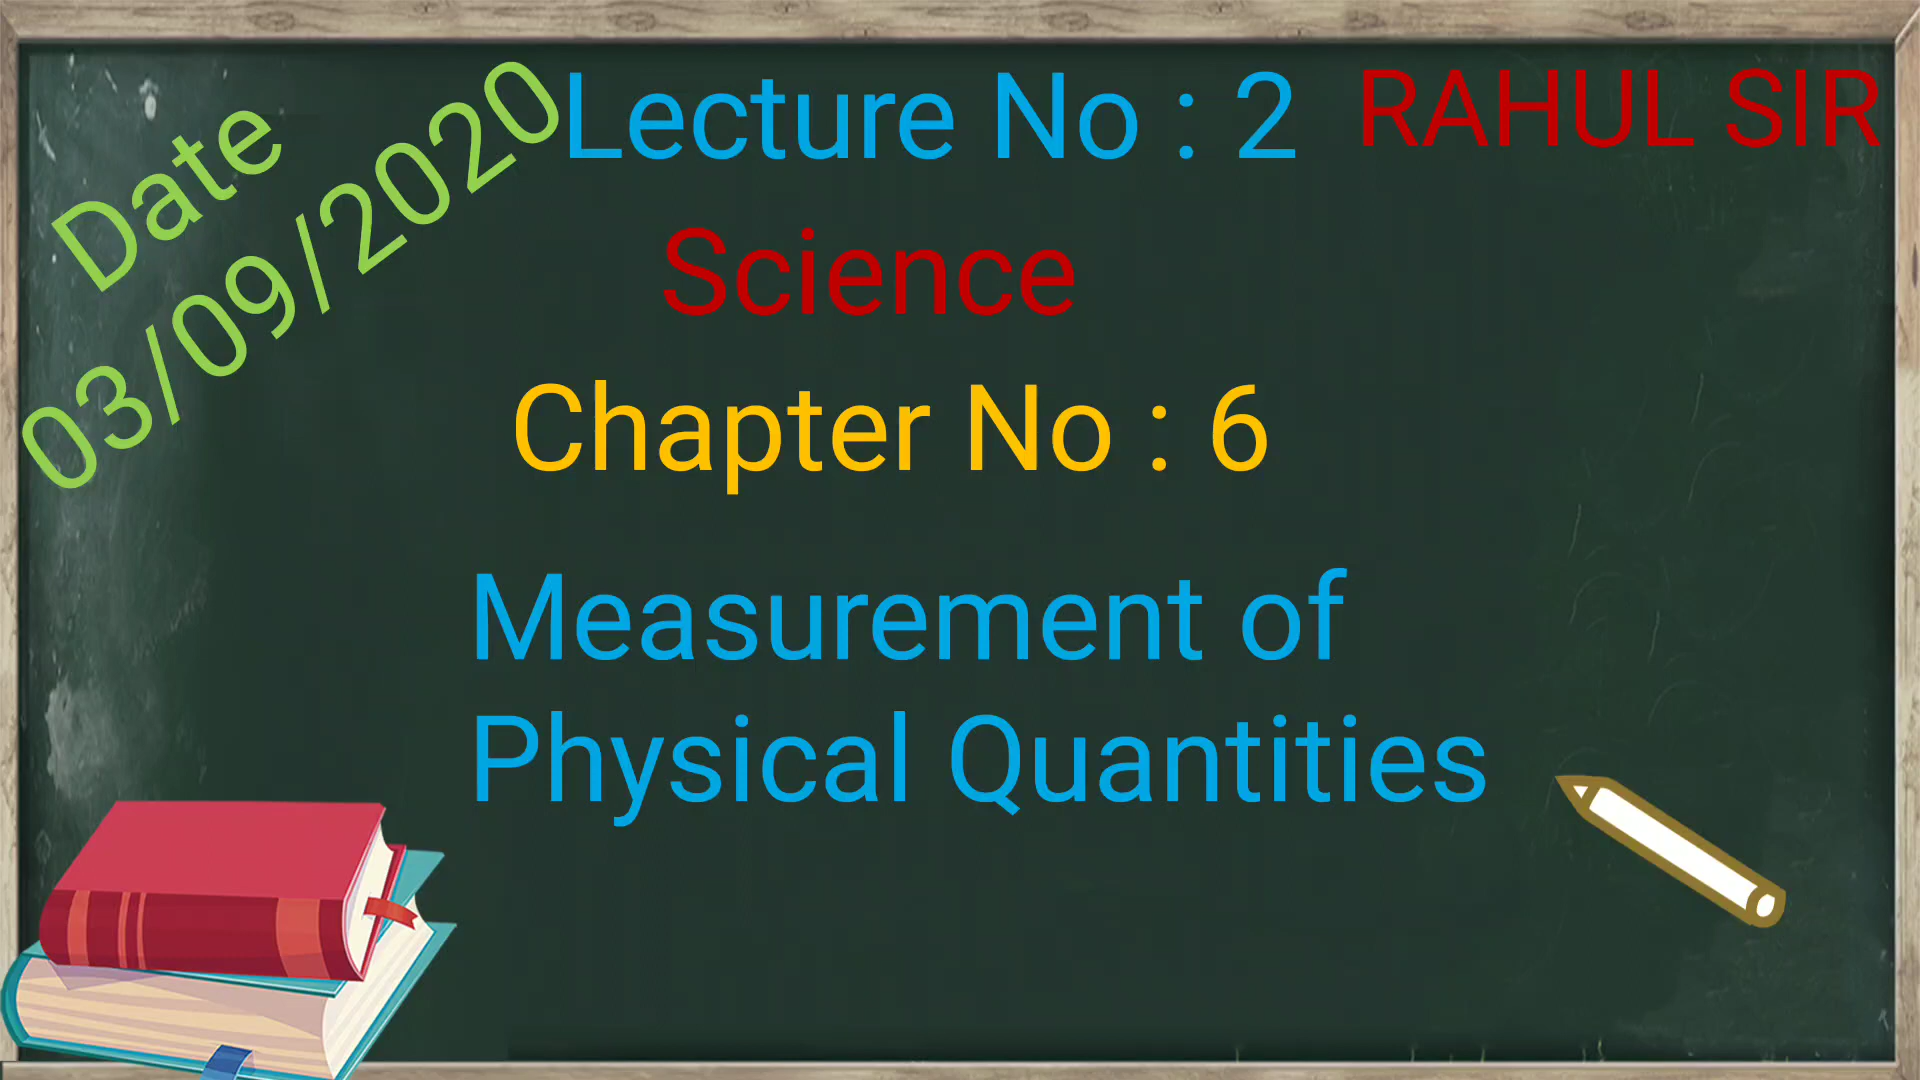 Date
03/09/2020
Lecture No : 2
RAHUL SIR
Science
Chapter No : 6
Measurement of
Physical Quantities